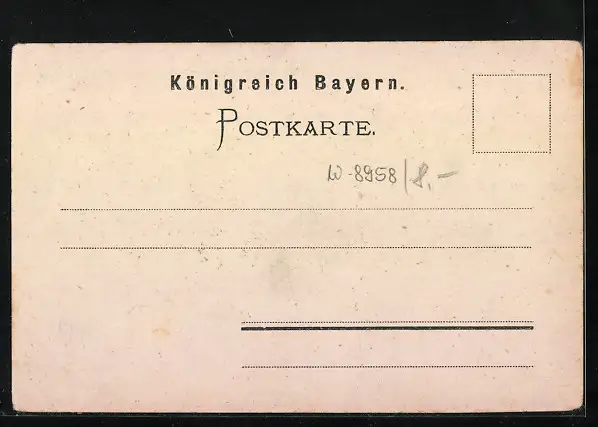 Königreich Bayern.
POSTKARTE.
W-8958/8,-